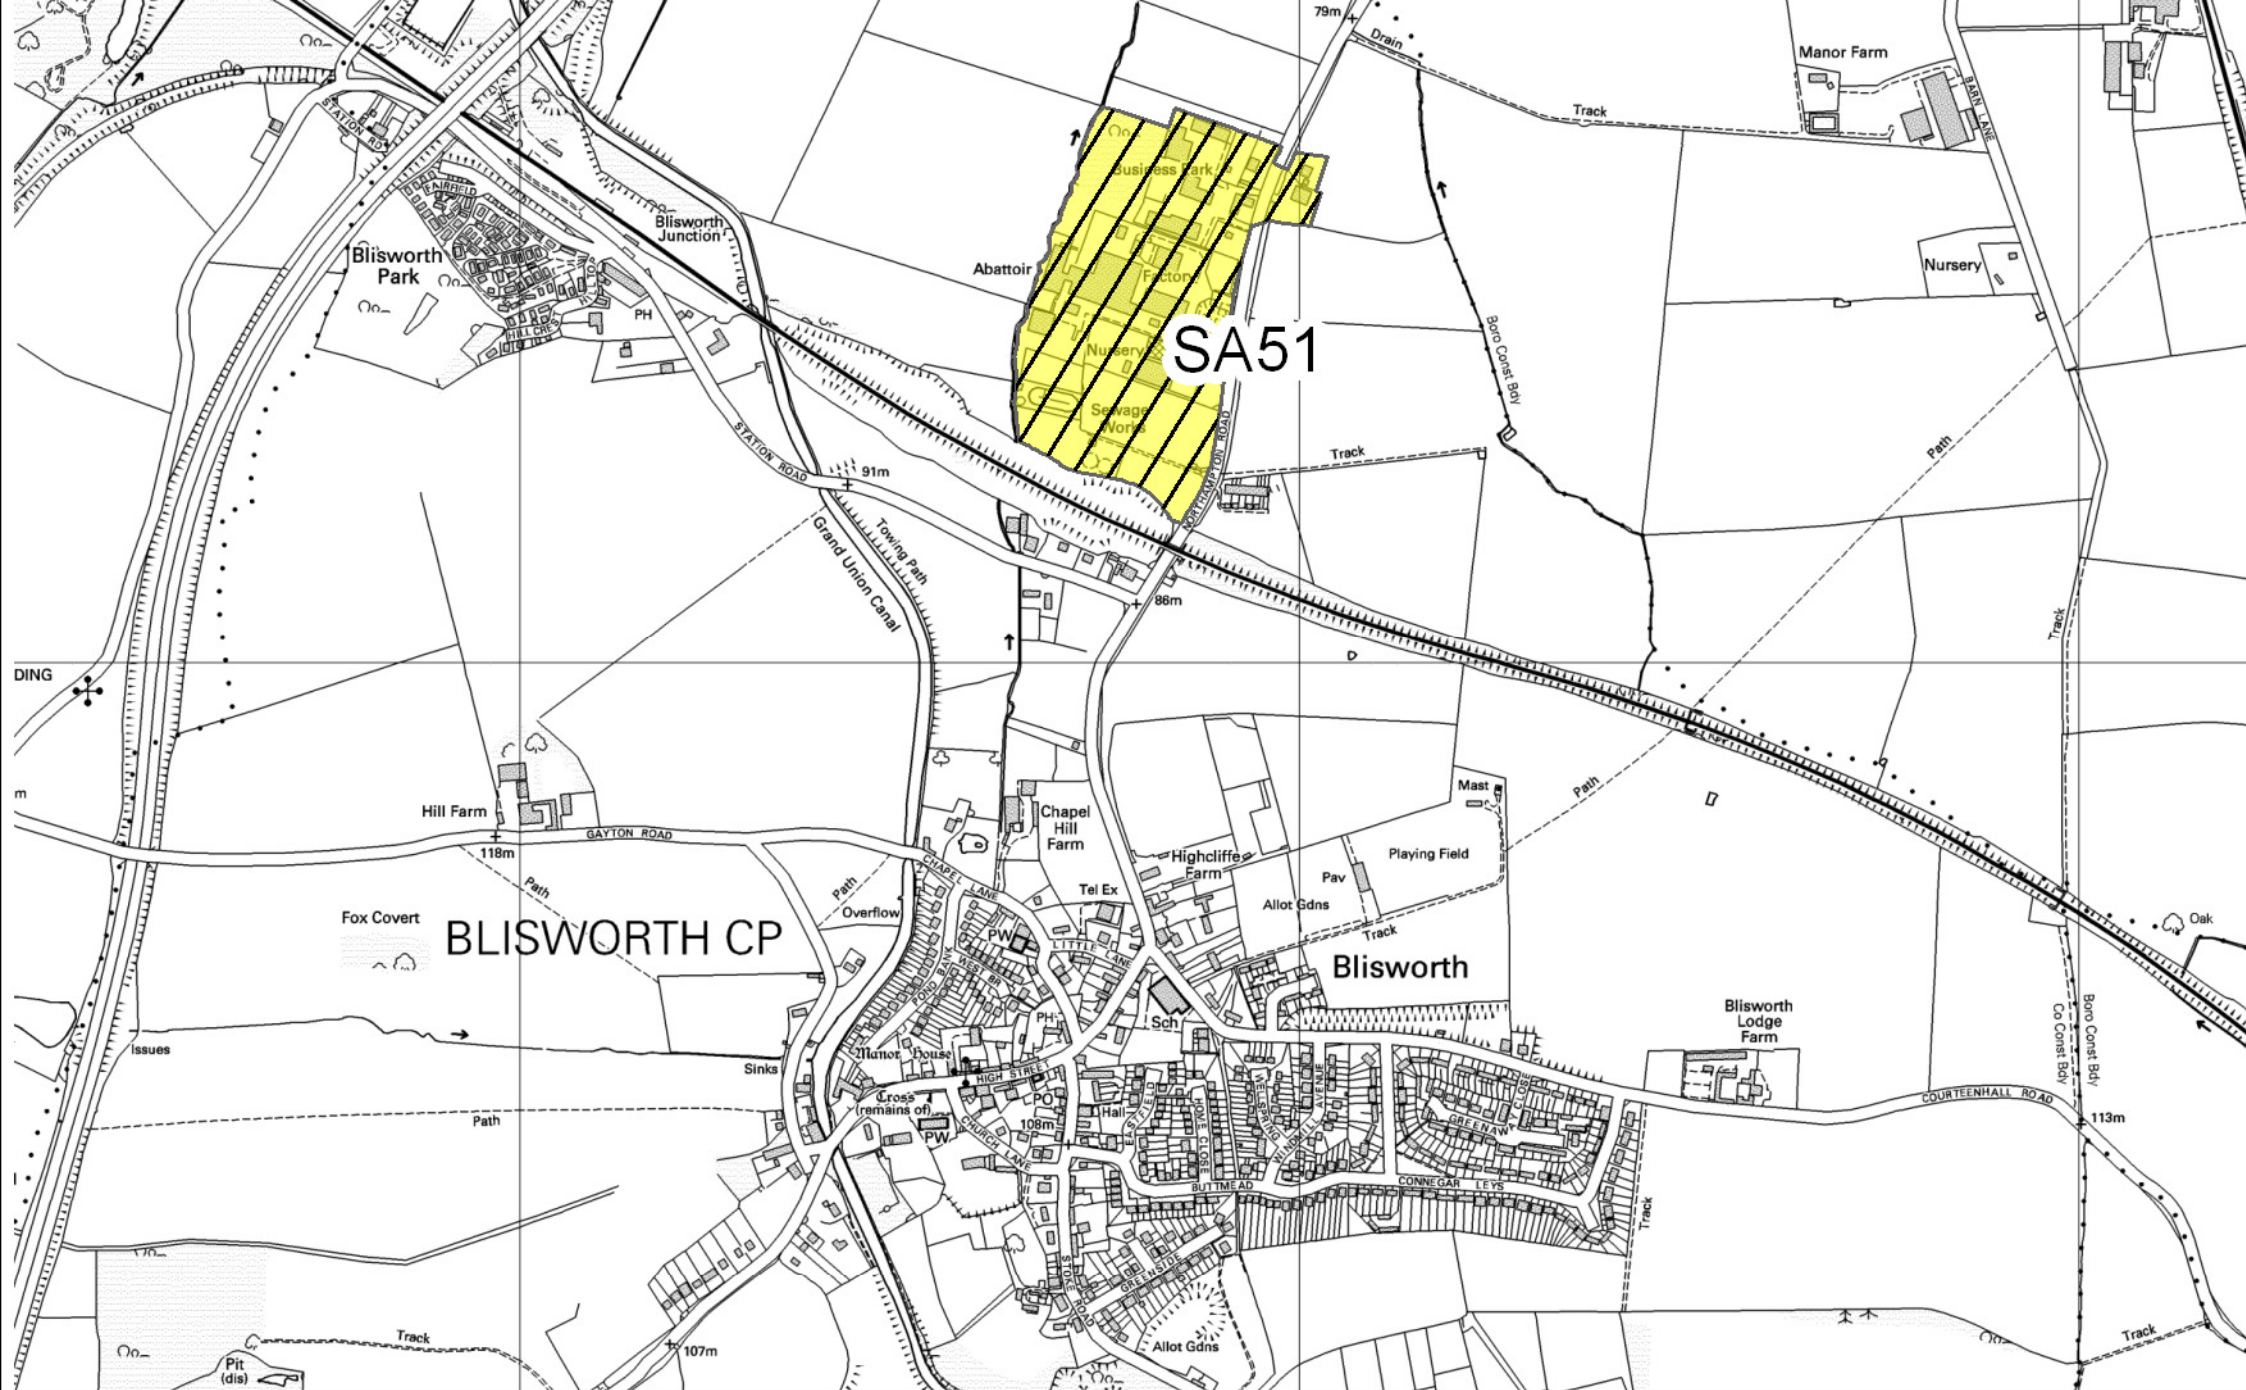 79m
Drain
Manor Farm
Track
BARN LANE
STATION RD
FAIRFIELD
Business Park
Blisworth
Junction
Blisworth
Park
HILLTOP
Abattoir
Factory
Nursery
PH
Boro Const Bdy
Nursery
SA51
Sewage
Works
NORTHAMPTON ROAD
Track
Path
STATION ROAD
91m
Towing Path
Grand Union Canal
86m
Track
DING
m
Hill Farm
GAYTON ROAD
118m
Path
Chapel
Hill
Farm
Mast
Path
Highcliffe
Farm
Playing Field
Pav
Tel Ex
CHAPEL LANE
Path
Overflow
Allot Gdns
Fox Covert
BLISWORTH CP
PW
LITTLE LANE
Track
Oak
Blisworth
POND BANK
WEST BR
PH
Sch
Blisworth
Lodge
Farm
Co Const Bdy
Boro Const Bdy
Issues
Sinks
Manor House
HIGH STREET
Cross
(remains of)
PO
Hall
108m
PW
CHURCH LANE
EASTFIELD
HOME CLOSE
WELSPRING
WINDMILL AVENUE
GREENAWAY CLOSE
COURTEENHALL ROAD
113m
Path
BUTTMEAD
CONNEGAR LEYS
Track
STOKE ROAD
GREENSIDE
Allot Gdns
Track
107m
Pit
(dis)
Track